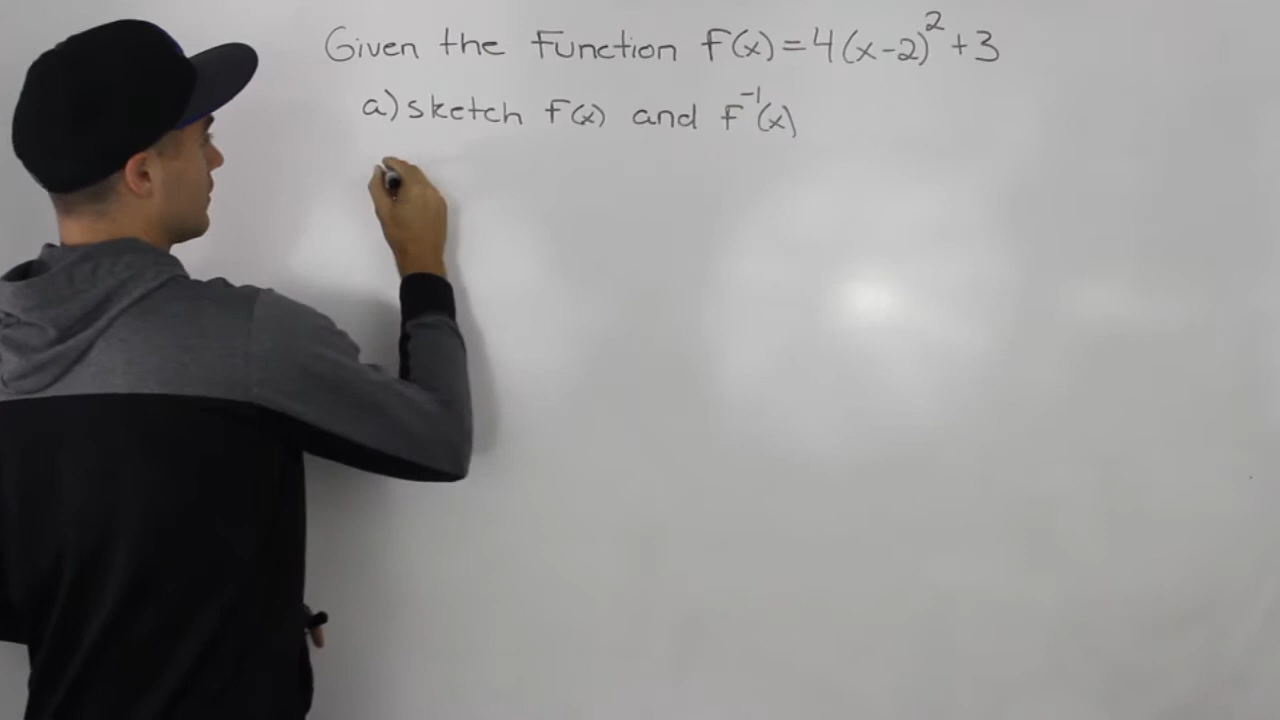 Given the Function f(x)=4(x-2)²+3
a) sketch f(x) and f⁻¹(x)